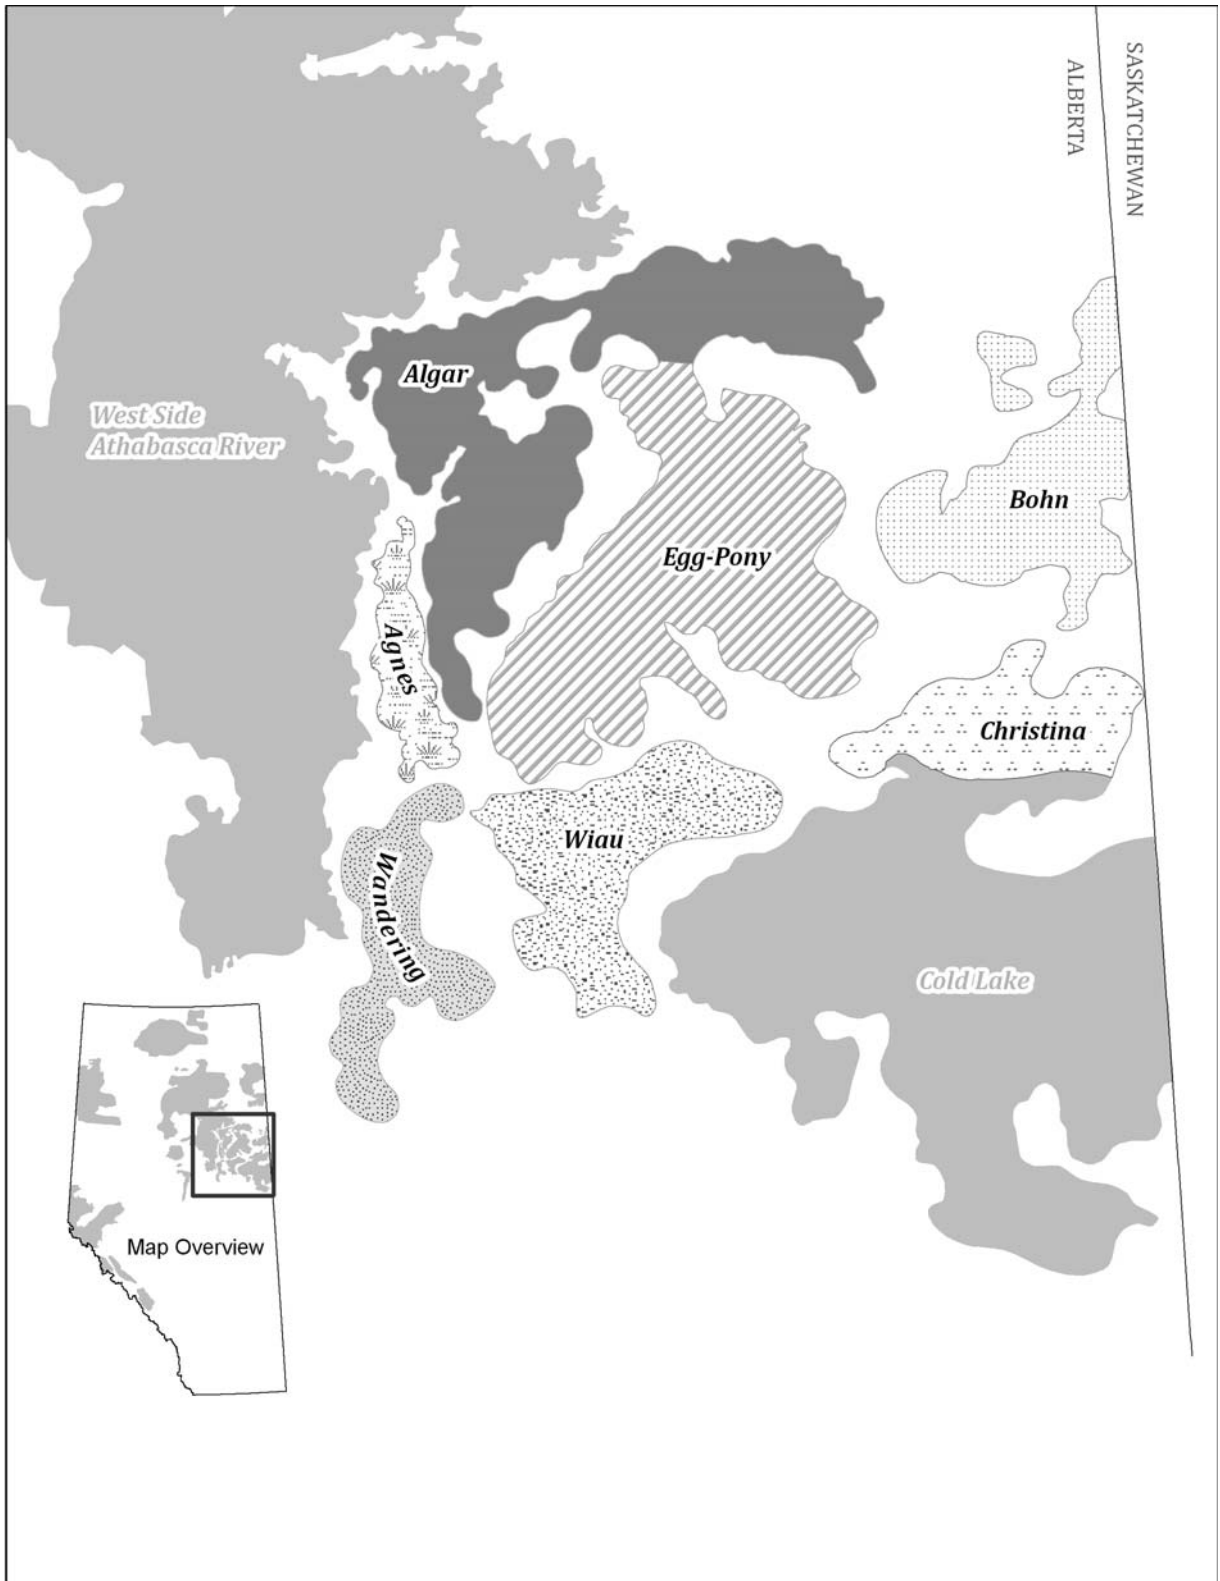 SASKATCHEWAN
ALBERTA
Algar
West Side
Athabasca River
Bohn
Egg-Pony
Agnes
Christina
Wiau
Wandering
Cold Lake
Map Overview